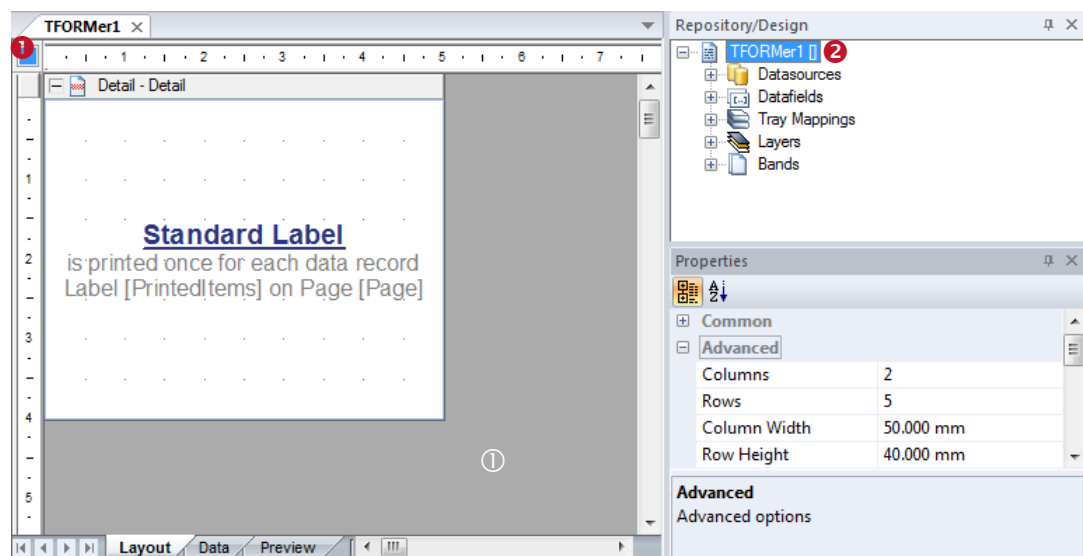 TFORMer1
1
1 2 3 4 5 6 7
Detail - Detail
1
2
3
4
5
Standard Label
is printed once for each data record
Label [PrintedItems] on Page [Page]
①
Layout Data Preview
Repository/Design
TFORMer1 [] 2
Datasources
Datafields
Tray Mappings
Layers
Bands
Properties
Common
Advanced
Columns 2
Rows 5
Column Width 50.000 mm
Row Height 40.000 mm
Advanced
Advanced options